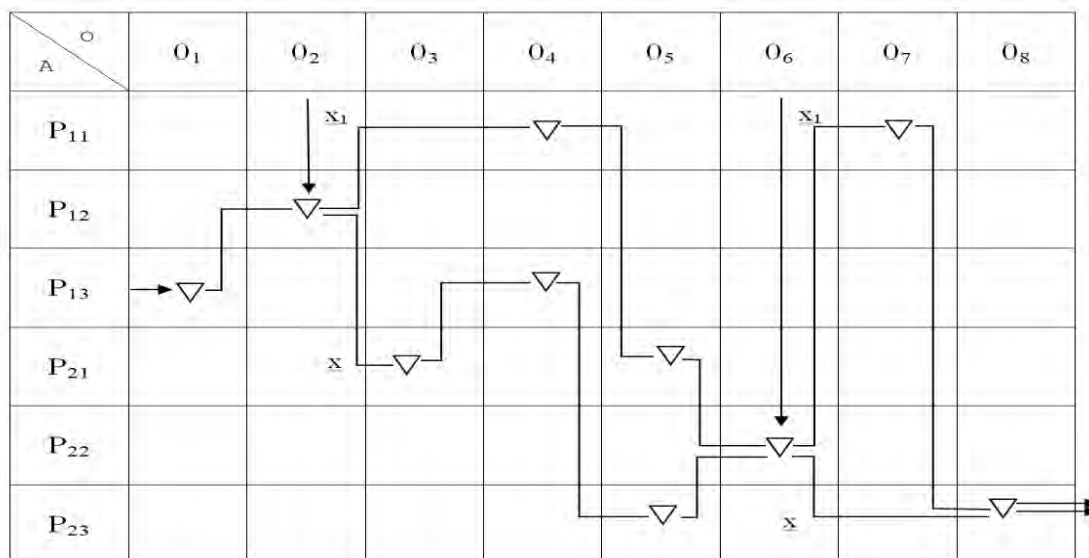 O
A
O₁ O₂ O₃ O₄ O₅ O₆ O₇ O₈
P₁₁ x₁ x₁
P₁₂
P₁₃
P₂₁ x
P₂₂
P₂₃ x